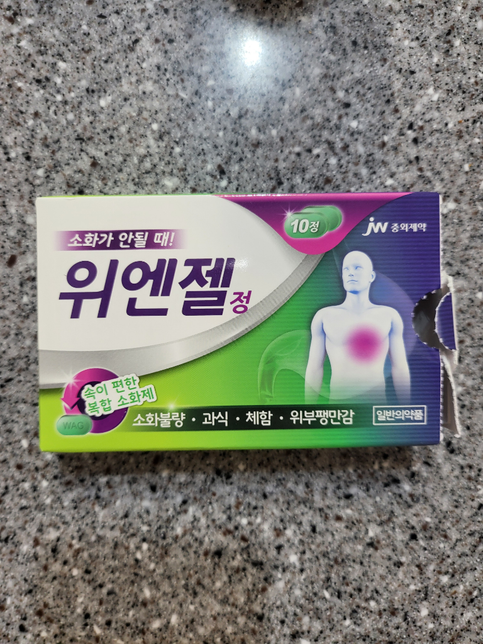 소화가 안될 때!
위엔젤정
10정
JW 중외제약
속이 편한
복합 소화제
WAG
소화불량 · 과식 · 체함 · 위부팽만감
일반의약품